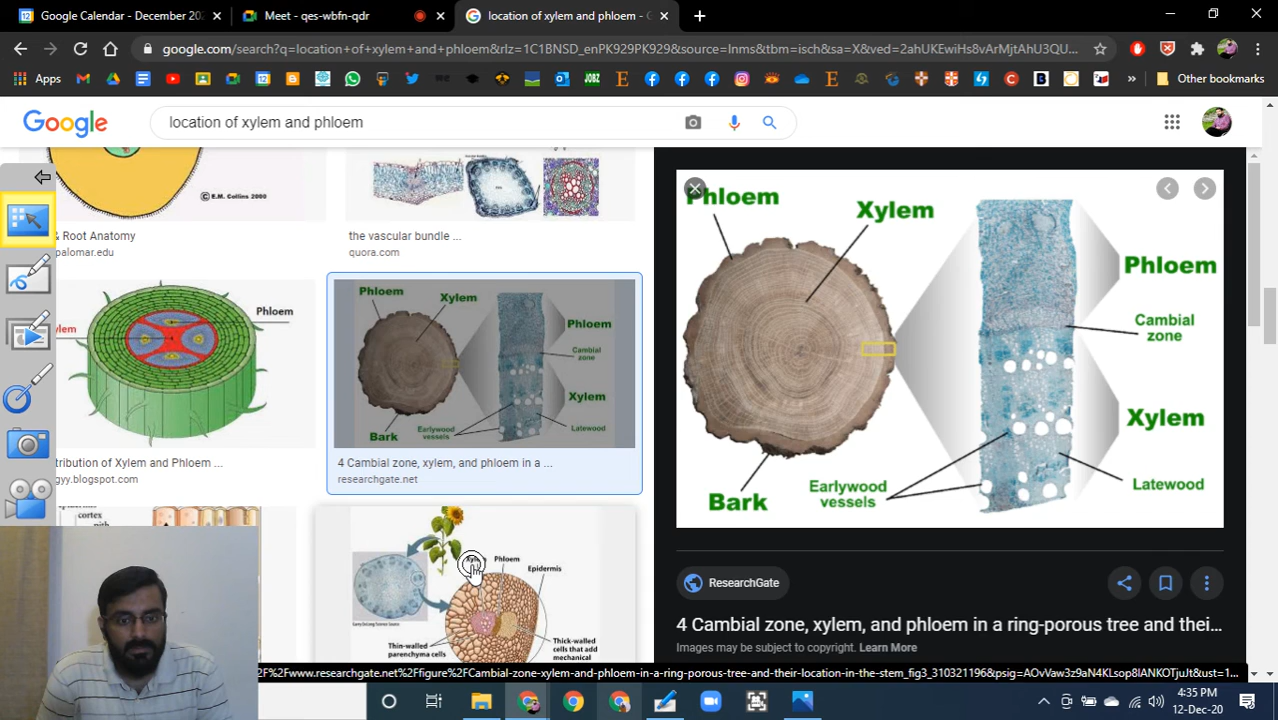 Google Calendar - December 202
Meet - qes-wbfn-qdr
location of xylem and phloem - G
google.com/search?q=location+of+xylem+and+phloem&rlz=1C1BNSD_enPK929PK929&source=lnms&tbm=isch&sa=X&ved=2ahUKEwiHs8vArMjtAhU3QU...
Apps
JOBZ
Other bookmarks
Google
location of xylem and phloem
© E.M. Collins 2000
& Root Anatomy
palomar.edu
the vascular bundle ...
quora.com
ylem
Phloem
tribution of Xylem and Phloem ...
gyy.blogspot.com
Phloem
Xylem
Phloem
Cambial
zone
Xylem
Bark
Earlywood
vessels
Latewood
4 Cambial zone, xylem, and phloem in a ...
researchgate.net
cortex
with
Phloem
Epidermis
Thin-walled
parenchyma cells
Thick-walled
cells that add
mechanical
Phloem
Xylem
Phloem
Cambial
zone
Xylem
Bark
Earlywood
vessels
Latewood
ResearchGate
4 Cambial zone, xylem, and phloem in a ring-porous tree and thei...
Images may be subject to copyright. Learn More
2F%2Fwww.researchgate.net%2Ffigure%2FCambial-zone-xylem-and-phloem-in-a-ring-porous-tree-and-their-location-in-the-stem_fig3_310321196&psig=AOvVaw3z9aN4KLsop8lANKOTjuJt&ust=1...
4:35 PM
12-Dec-20